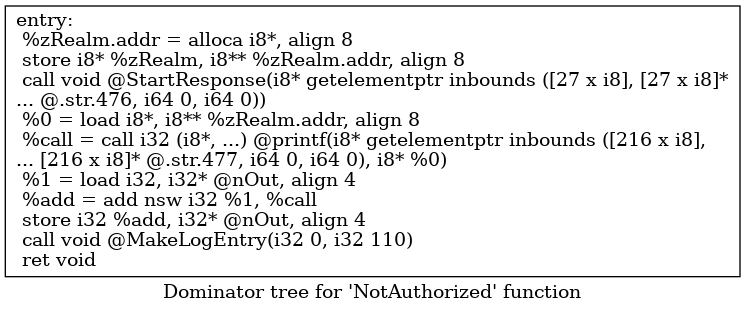 entry:
%zRealm.addr = alloca i8*, align 8
store i8* %zRealm, i8** %zRealm.addr, align 8
call void @StartResponse(i8* getelementptr inbounds ([27 x i8], [27 x i8]*
... @.str.476, i64 0, i64 0))
%0 = load i8*, i8** %zRealm.addr, align 8
%call = call i32 (i8*, ...) @printf(i8* getelementptr inbounds ([216 x i8],
... [216 x i8]* @.str.477, i64 0, i64 0), i8* %0)
%1 = load i32, i32* @nOut, align 4
%add = add nsw i32 %1, %call
store i32 %add, i32* @nOut, align 4
call void @MakeLogEntry(i32 0, i32 110)
ret void
Dominator tree for 'NotAuthorized' function